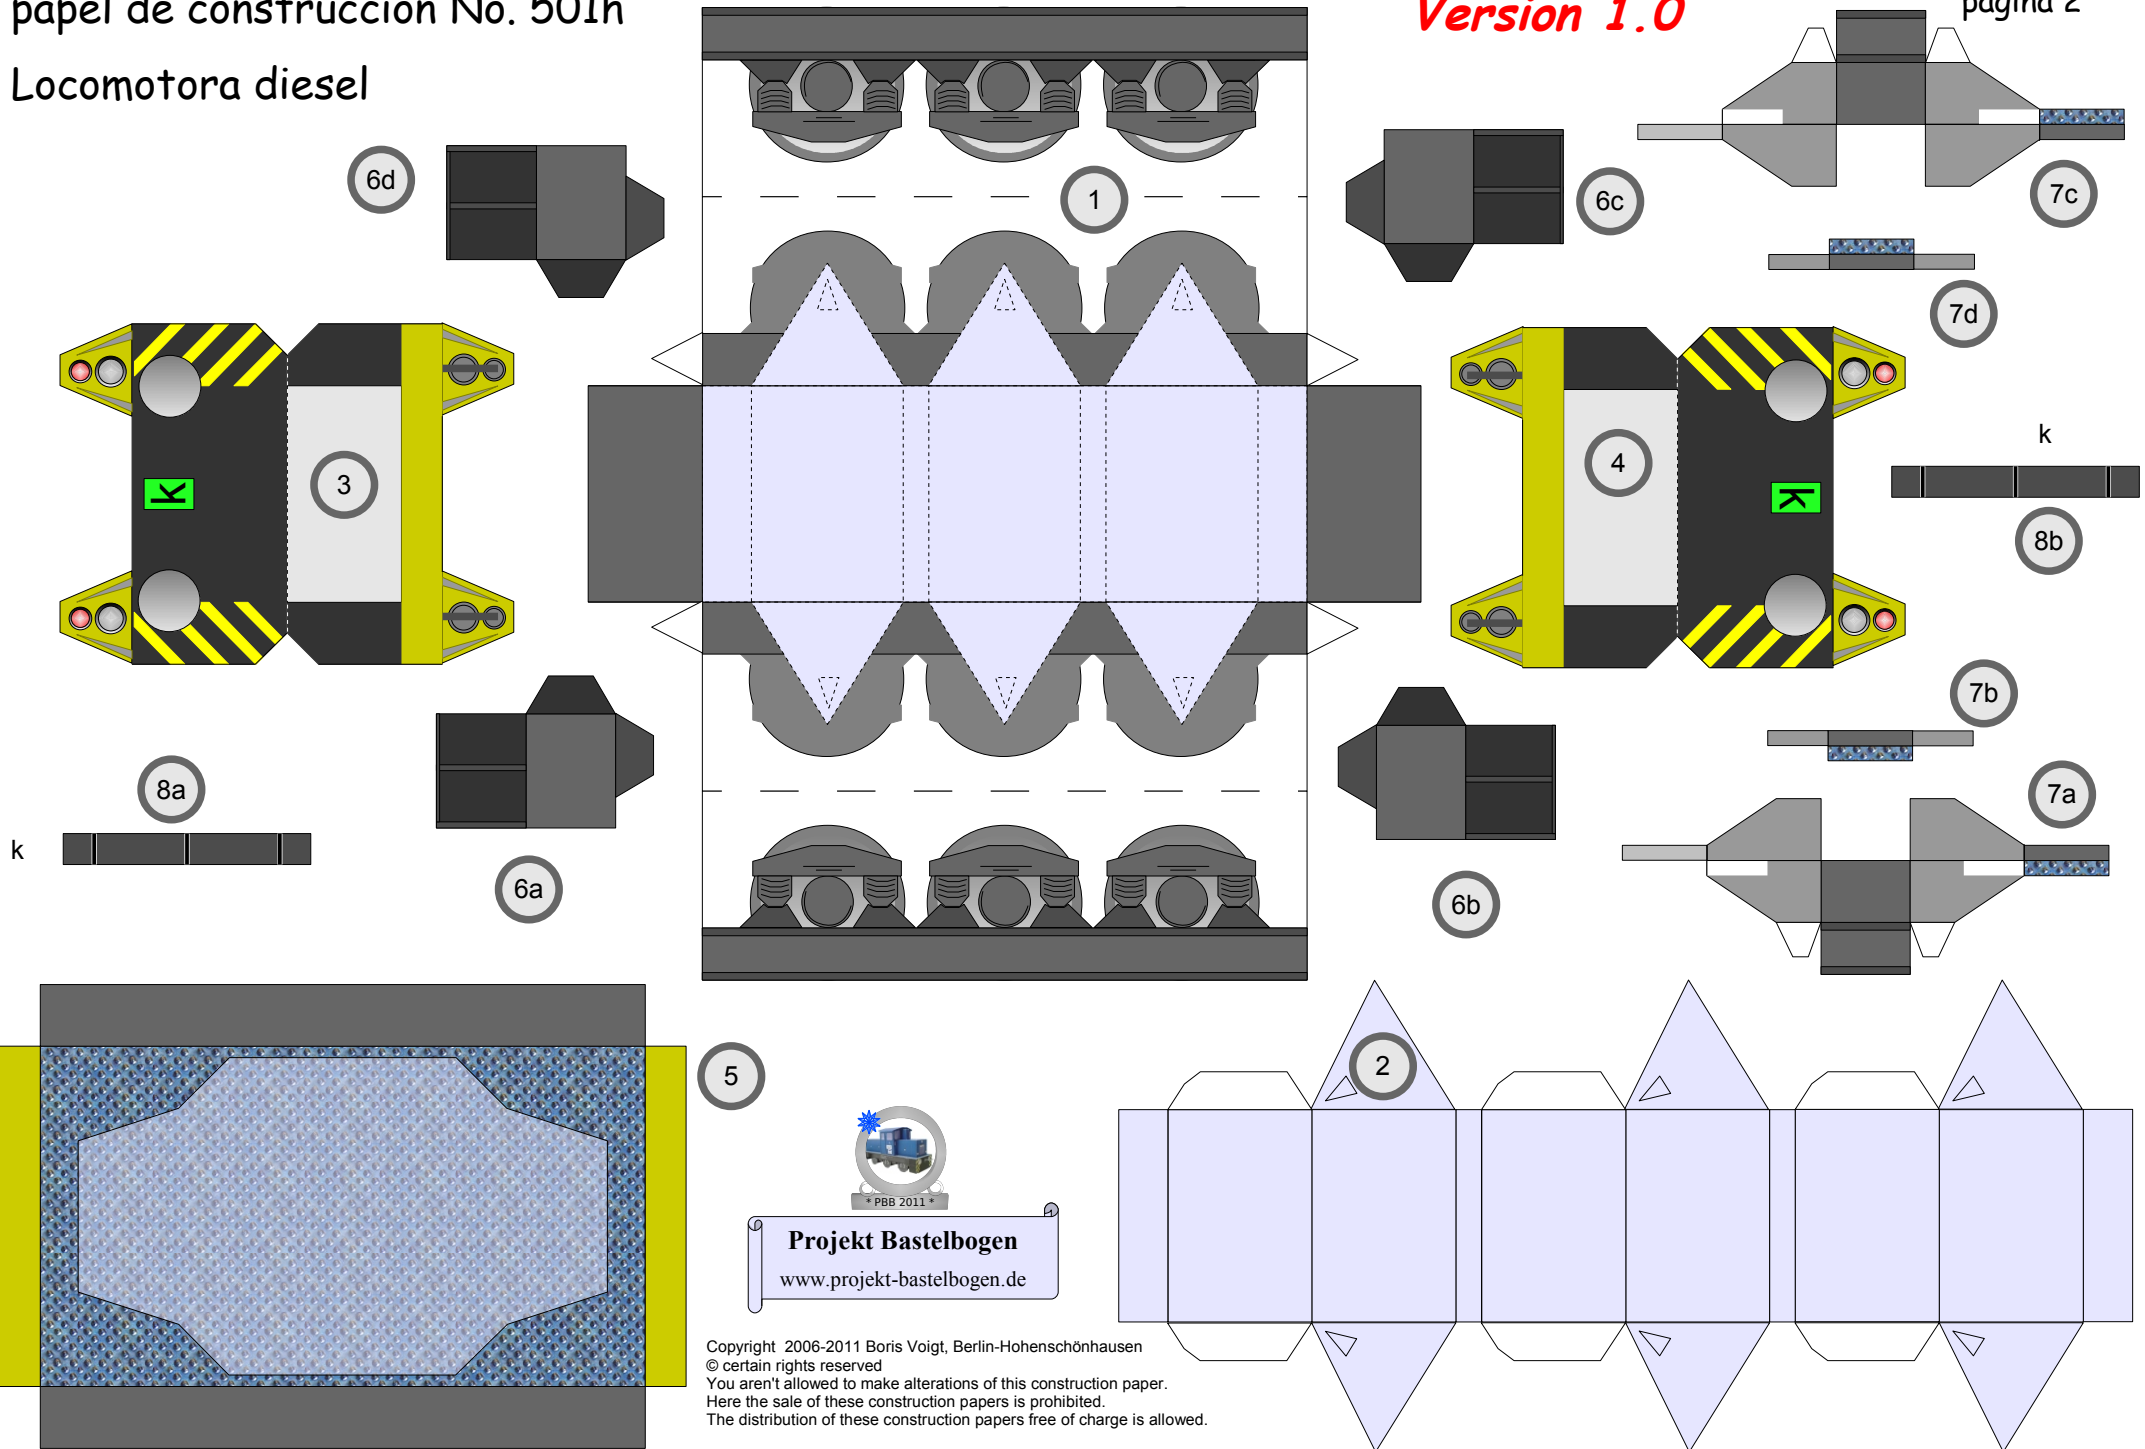 papel de construcción No. 501h
Version 1.0
página 2
Locomotora diesel
6d
1
6c
7c
7d
3
k
4
k
k
8b
7b
8a
k
6a
6b
7a
5
2
* PBB 2011 *
Projekt Bastelbogen
www.projekt-bastelbogen.de
Copyright 2006-2011 Boris Voigt, Berlin-Hohenschönhausen
© certain rights reserved
You aren't allowed to make alterations of this construction paper.
Here the sale of these construction papers is prohibited.
The distribution of these construction papers free of charge is allowed.